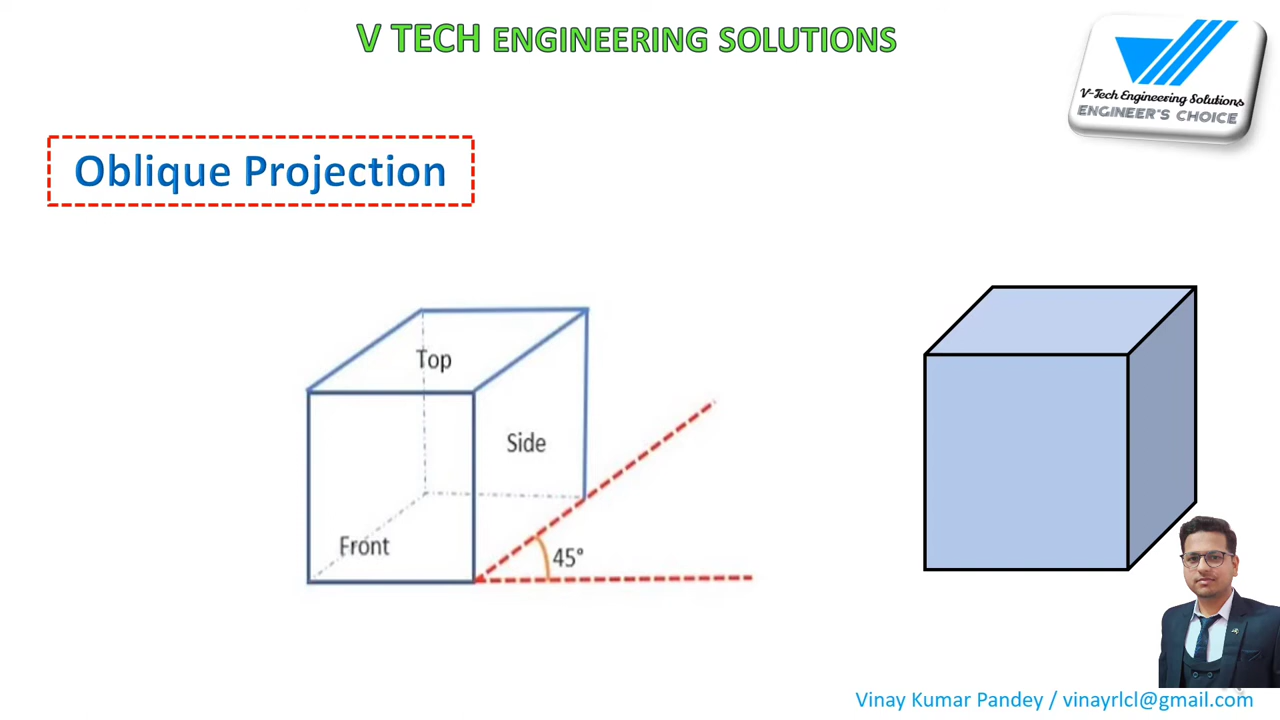 V TECH ENGINEERING SOLUTIONS
V-Tech Engineering Solutions
ENGINEER'S CHOICE
Oblique Projection
Top
Side
Front
45°
Vinay Kumar Pandey / vinayrlcl@gmail.com